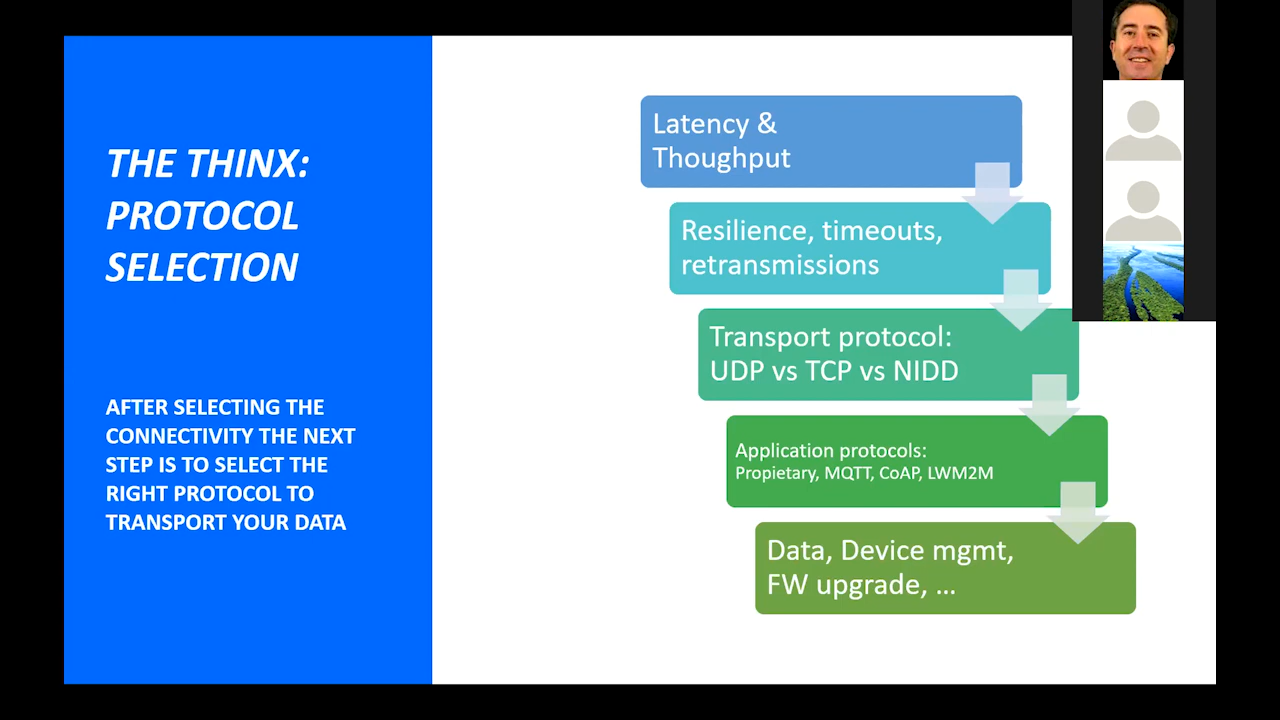 THE THINX:
PROTOCOL
SELECTION
AFTER SELECTING THE
CONNECTIVITY THE NEXT
STEP IS TO SELECT THE
RIGHT PROTOCOL TO
TRANSPORT YOUR DATA
Latency &
Thoughput
Resilience, timeouts,
retransmissions
Transport protocol:
UDP vs TCP vs NIDD
Application protocols:
Propietary, MQTT, CoAP, LWM2M
Data, Device mgmt,
FW upgrade, ...